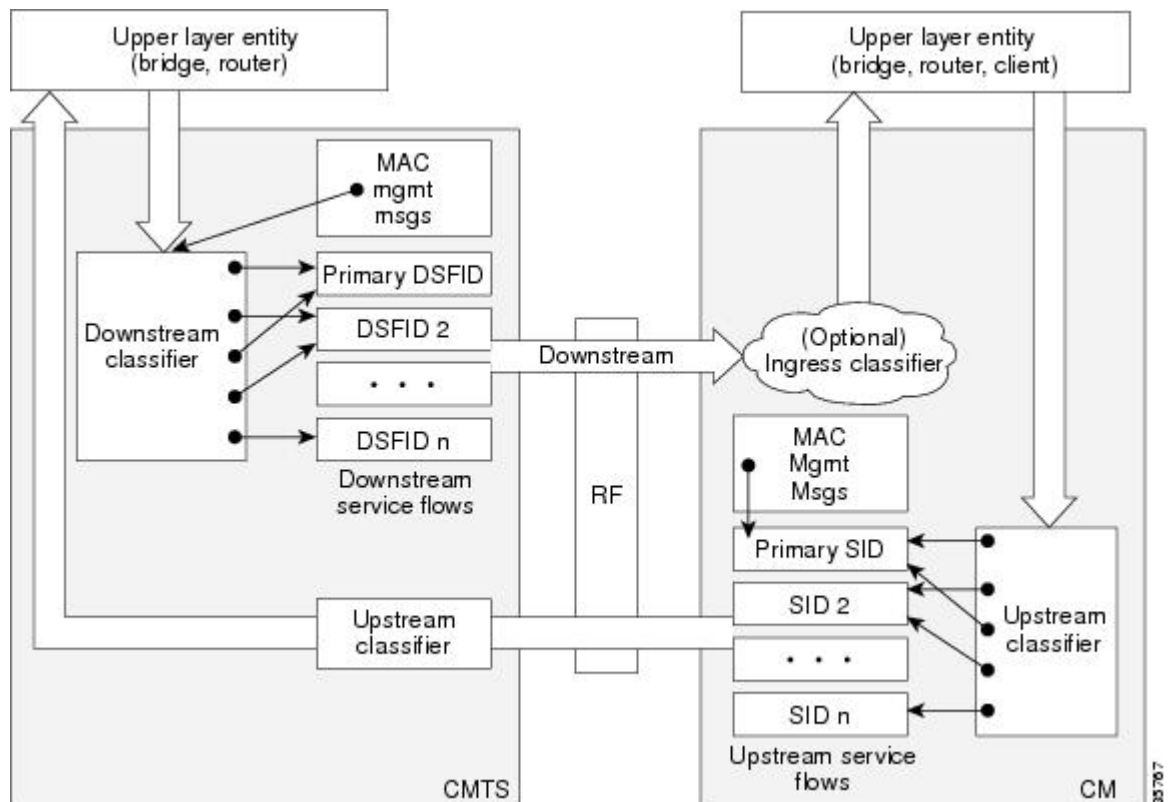 Upper layer entity
(bridge, router)
Upper layer entity
(bridge, router, client)
MAC
mgmt
msgs
Downstream
classifier
Primary DSFID
DSFID 2
. . .
DSFID n
Downstream
service flows
Downstream
RF
(Optional)
Ingress classifier
MAC
Mgmt
Msgs
Primary SID
SID 2
. . .
SID n
Upstream service
flows
Upstream
classifier
Upstream
classifier
CMTS
CM